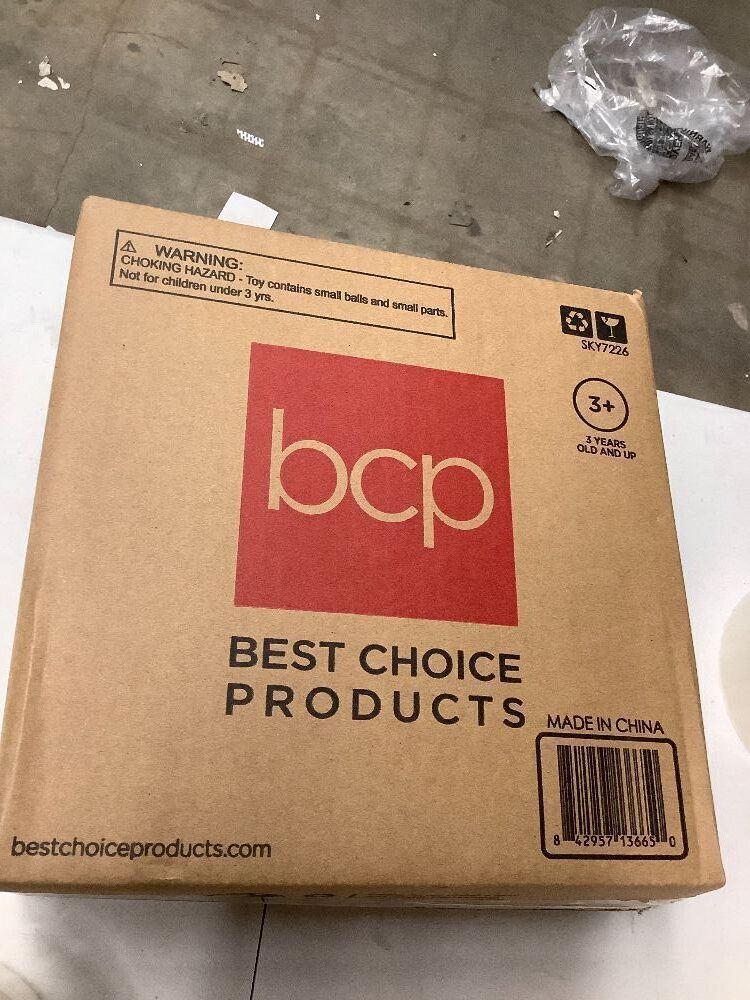 WARNING:
CHOKING HAZARD - Toy contains small balls and small parts.
Not for children under 3 yrs.
SKY7226
3+
3 YEARS
OLD AND UP
bcp
BEST CHOICE
PRODUCTS
MADE IN CHINA
8 42957 13665 0
bestchoiceproducts.com